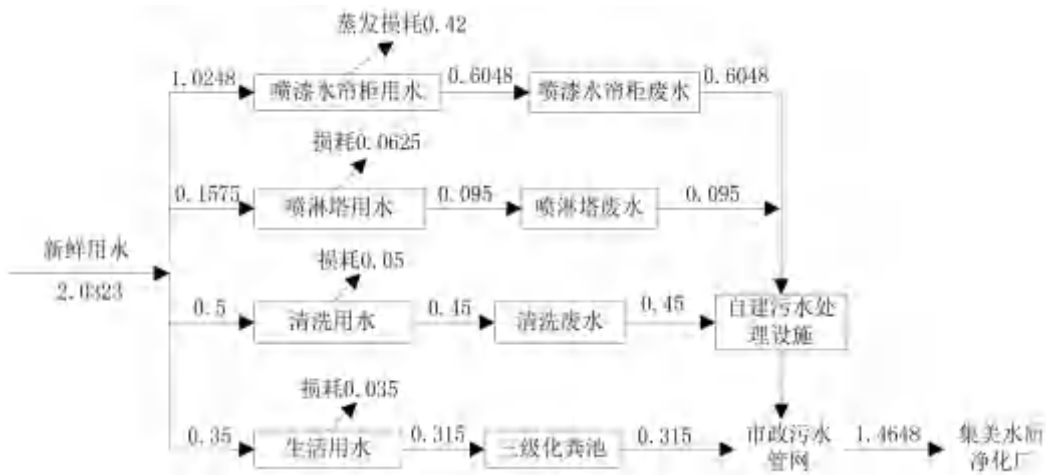 蒸发损耗0.42
1.0248
喷漆水帘柜用水
0.6048
喷漆水帘柜废水
0.6048
损耗0.0625
0.1575
喷淋塔用水
0.095
喷淋塔废水
0.095
新鲜用水
2.0323
损耗0.05
0.5
清洗用水
0.45
清洗废水
0.45
自建污水处
理设施
损耗0.035
0.35
生活用水
0.315
三级化粪池
0.315
市政污水
管网
1.4648
集美水质
净化厂